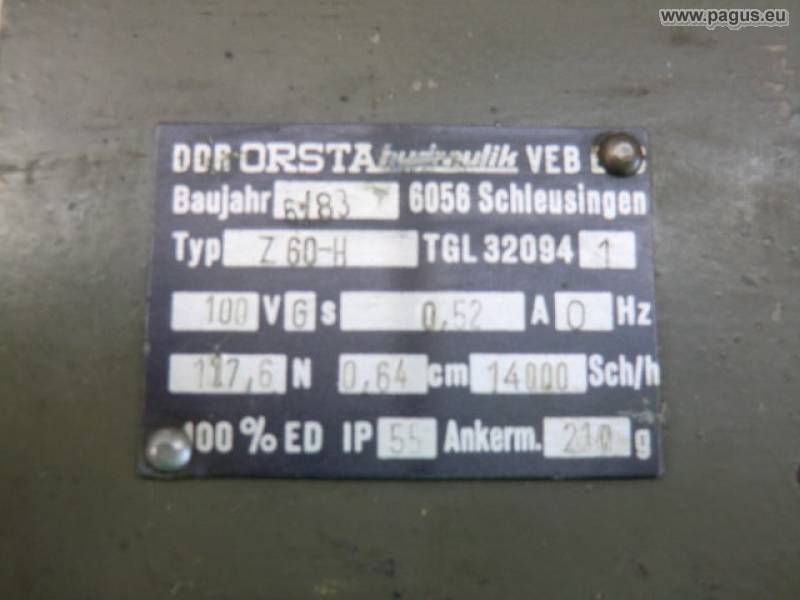 www.pagus.eu
DDR ORSTA hydraulik VEB
Baujahr 6/83 6056 Schleusingen
Typ Z 60-H TGL 32094 1
100 V G s 0,52 A 0 Hz
117,6 N 0,64 cm 14000 Sch/h
100 % ED IP 55 Ankerm. 210 g